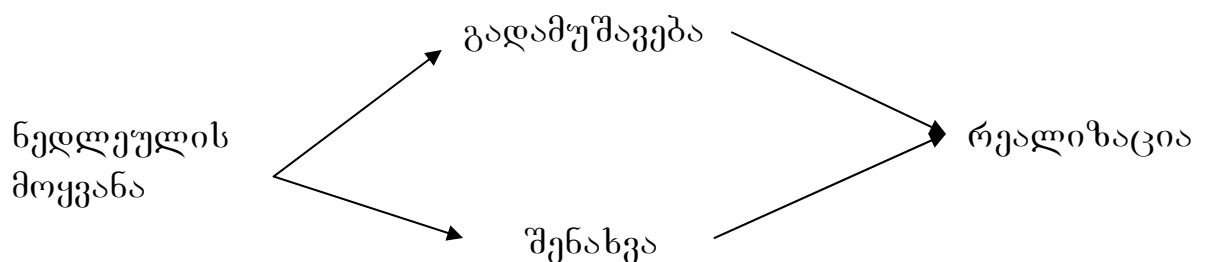 გადამუშავება
ნედლეულის
მოყვანა
რეალიზაცია
შენახვა